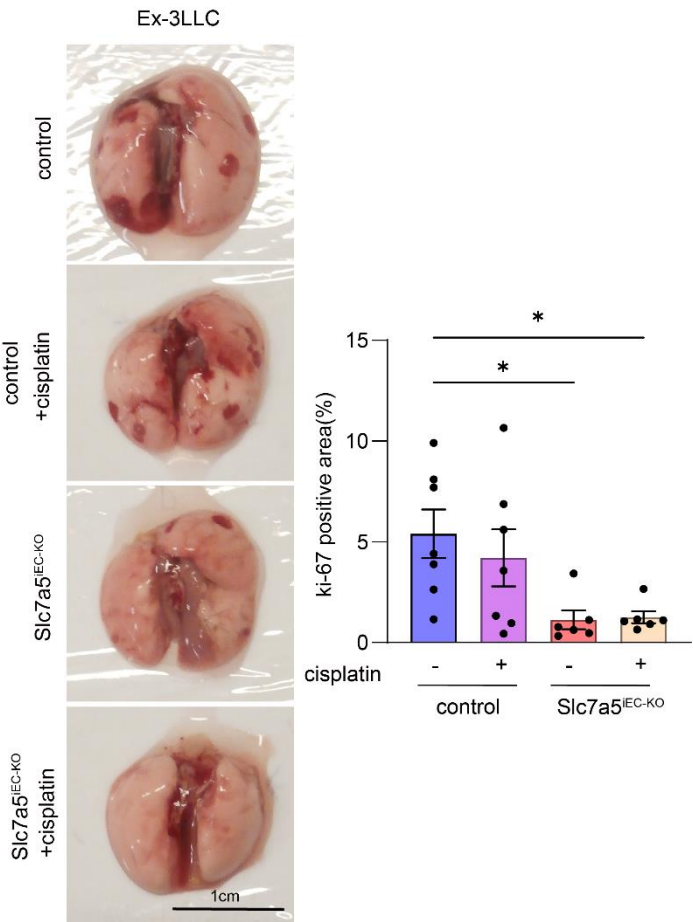 Ex-3LLC
control
control
+cisplatin
Slc7a5iEC-KO
Slc7a5iEC-KO
+cisplatin
1cm
ki-67 positive area(%)
15
10
5
0
*
*
cisplatin - + - +
control Slc7a5iEC-KO